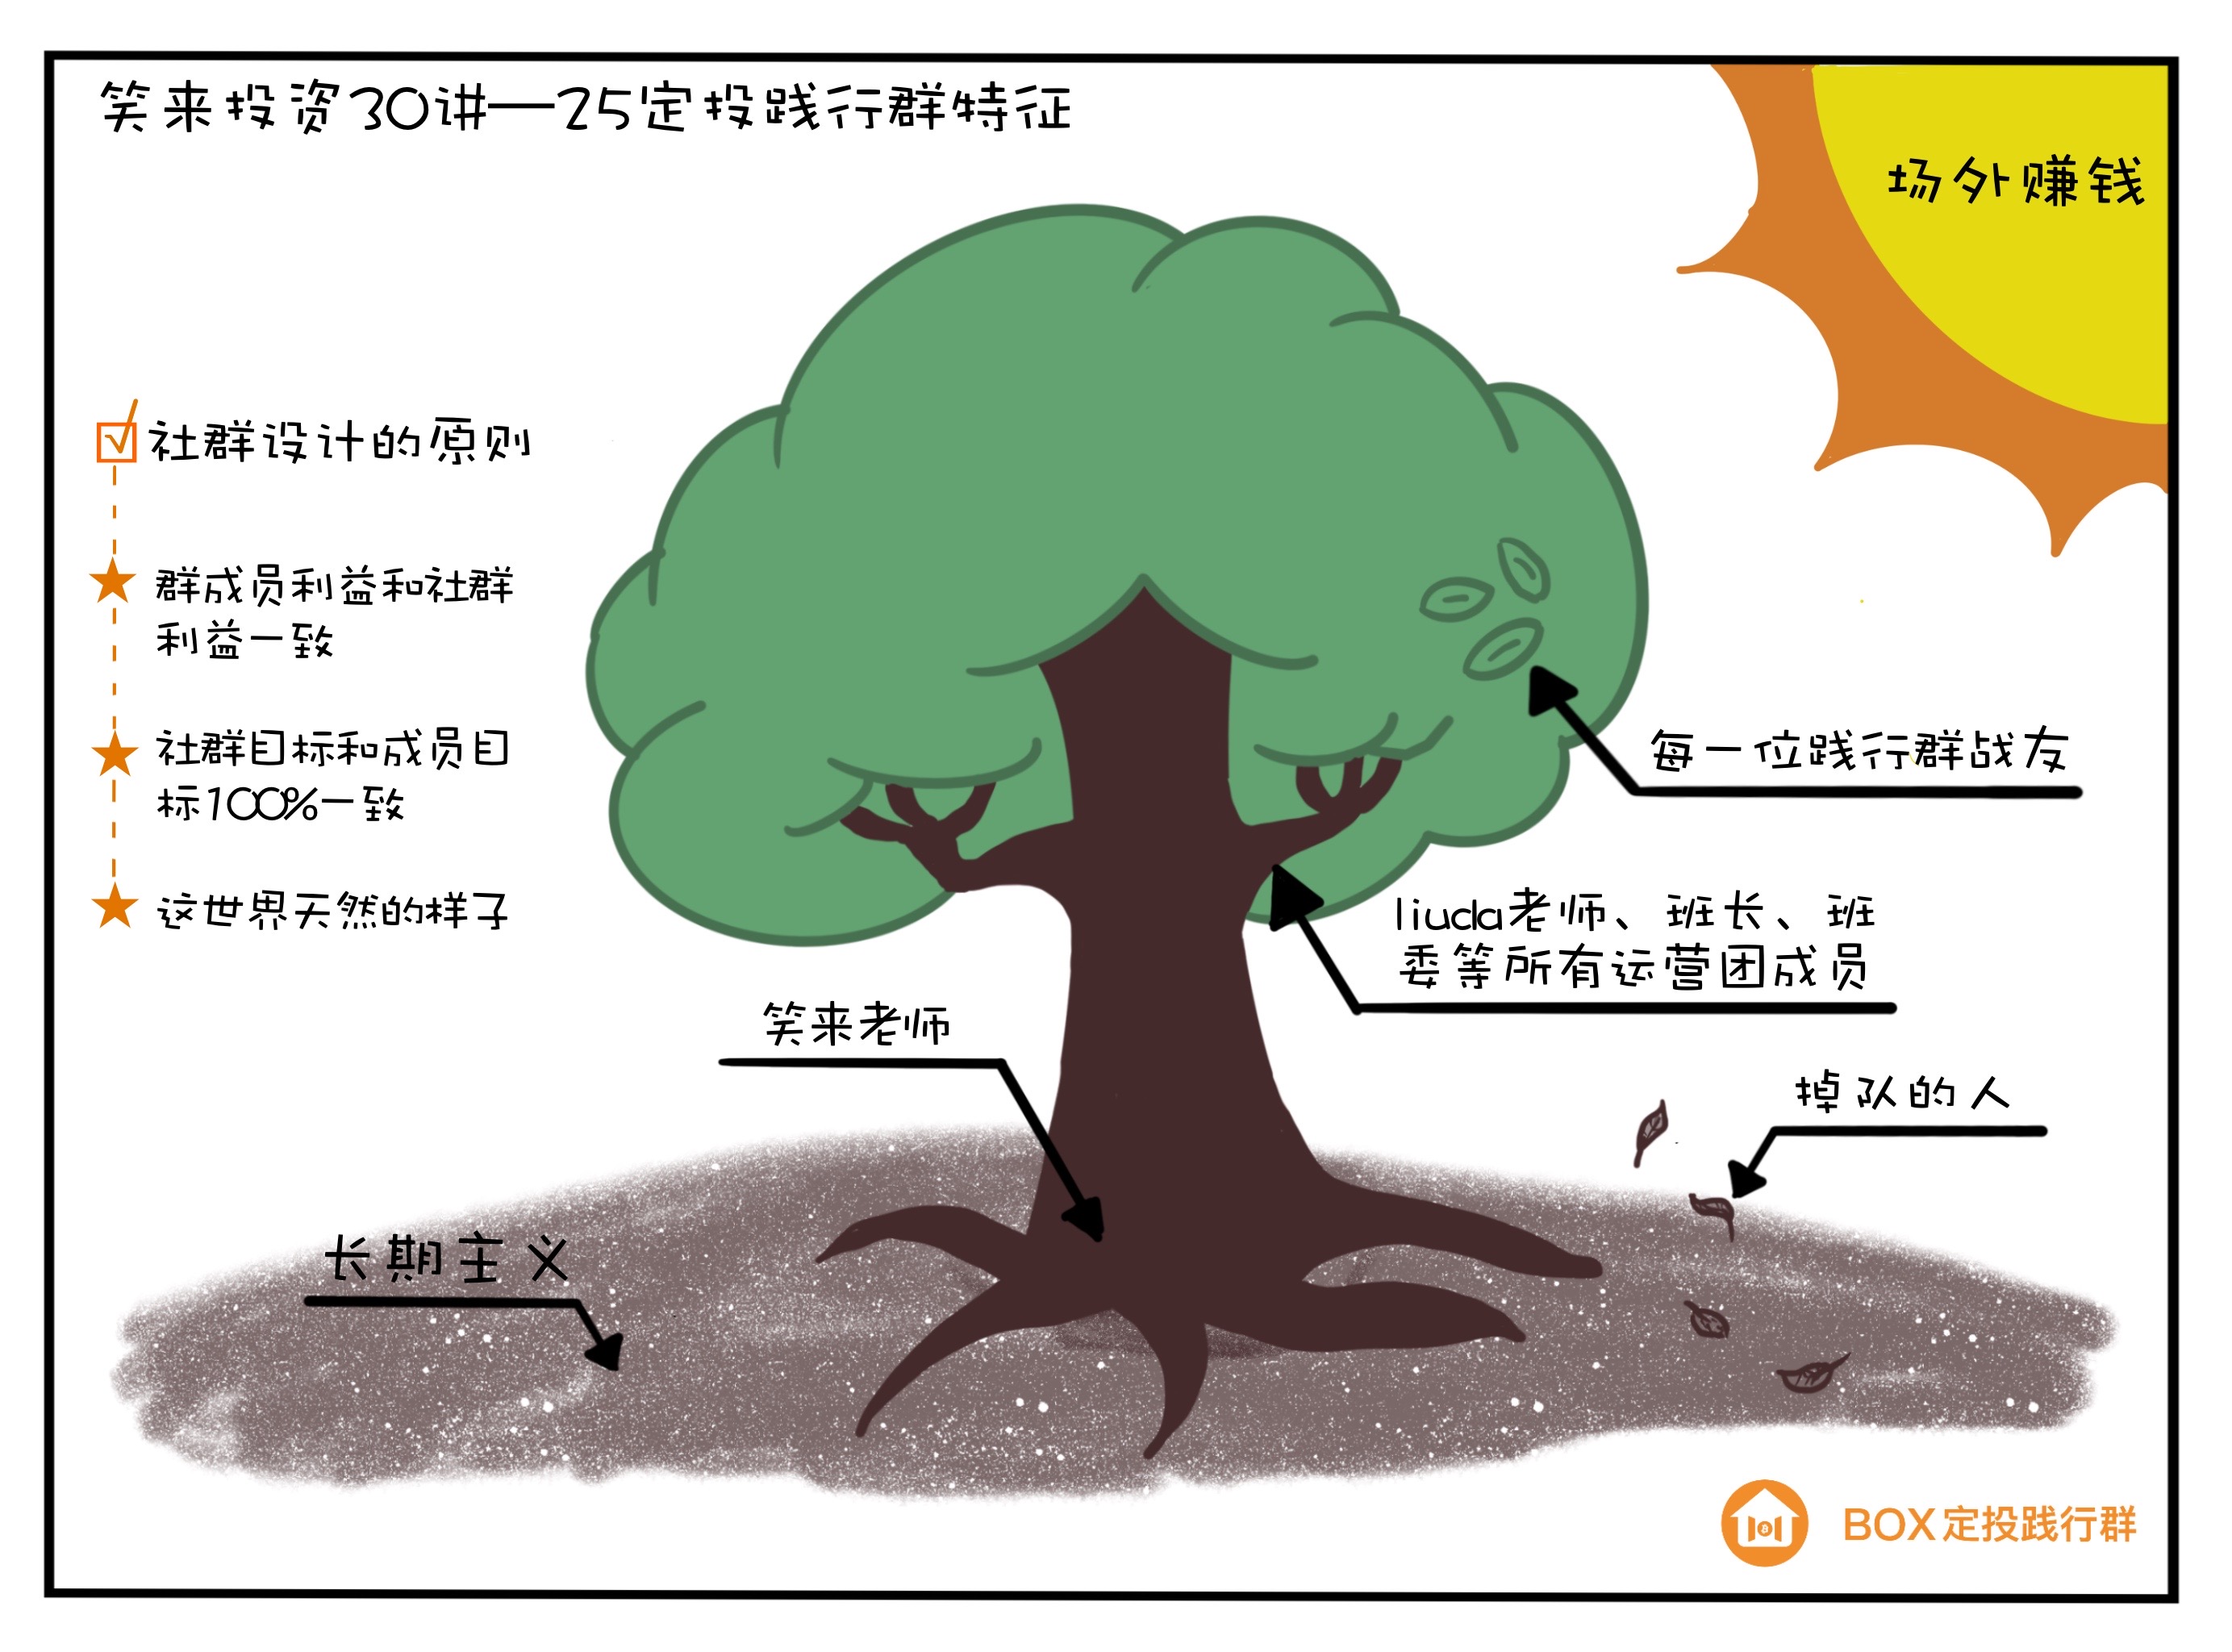 笑来投资30讲—25定投践行群特征
场外赚钱
社群设计的原则
群成员利益和社群
利益一致
社群目标和成员目
标100%一致
这世界天然的样子
每一位践行群战友
liuda老师、班长、班
委等所有运营团成员
笑来老师
掉队的人
长期主义
BOX定投践行群